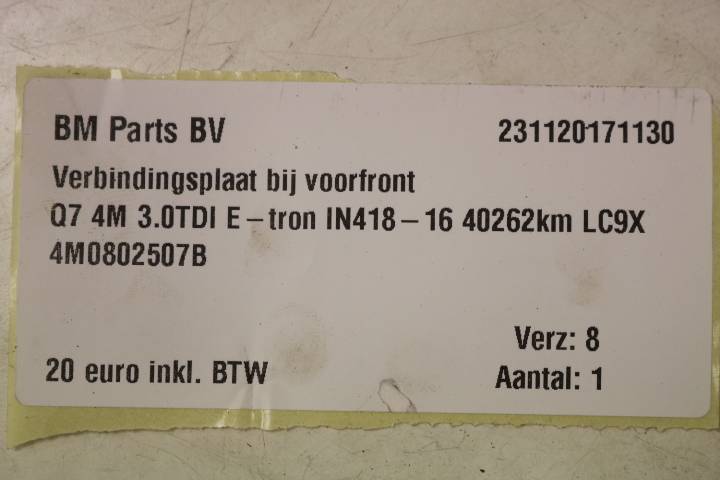 BM Parts BV 231120171130
Verbindingsplaat bij voorfront
Q7 4M 3.0TDI E-tron IN418-16 40262km LC9X
4M0802507B
Verz: 8
20 euro inkl. BTW Aantal: 1